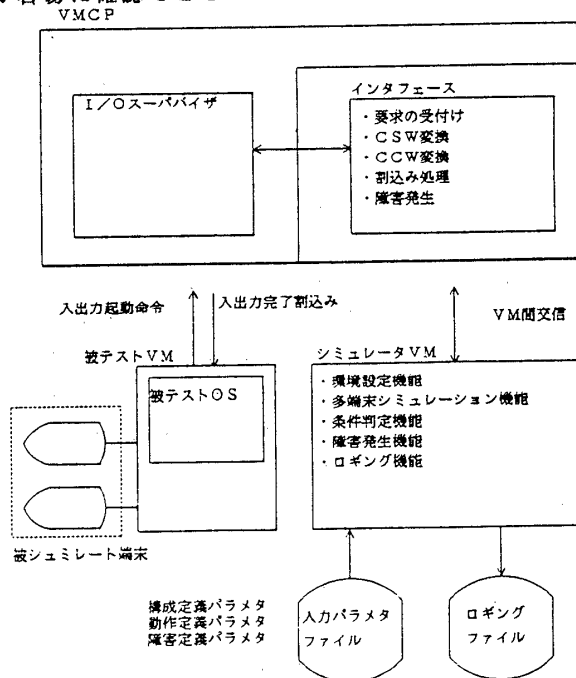 VMCP
I/Oスーパバイザ
インタフェース
・要求の受付け
・CSW変換
・CCW変換
・割込み処理
・障害発生
入出力起動命令
入出力完了割込み
VM間交信
被テストVM
被テストOS
シミュレータVM
・環境設定機能
・多端末シミュレーション機能
・条件判定機能
・障害発生機能
・ロギング機能
被シュミレート端末
構成定義パラメタ
動作定義パラメタ
障害定義パラメタ
入力パラメタ
ファイル
ロギング
ファイル